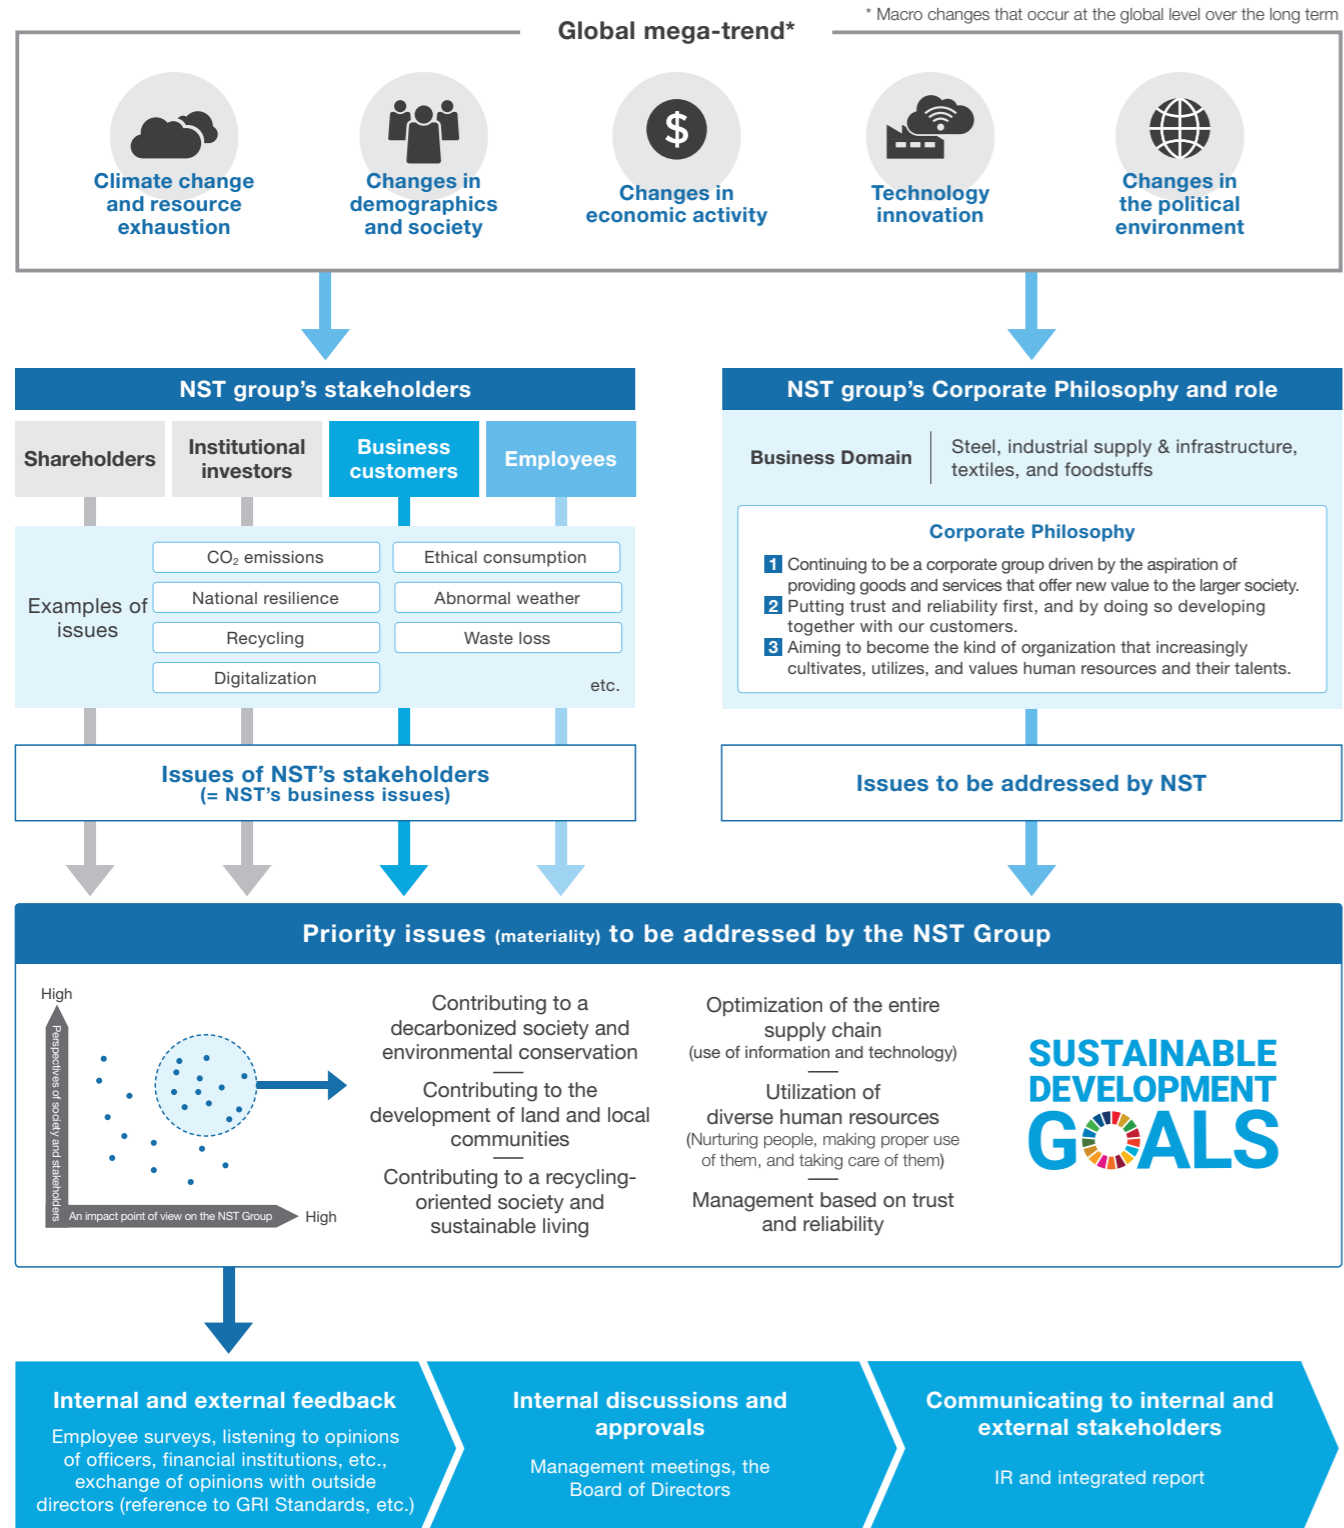 * Macro changes that occur at the global level over the long term
Global mega-trend*
Climate change
and resource
exhaustion
Changes in
demographics
and society
Changes in
economic activity
Technology
innovation
Changes in
the political
environment
NST group's stakeholders
Shareholders
Institutional
investors
Business
customers
Employees
Examples of
issues
CO₂ emissions
National resilience
Recycling
Digitalization
Ethical consumption
Abnormal weather
Waste loss
etc.
Issues of NST's stakeholders
(= NST's business issues)
NST group's Corporate Philosophy and role
Business Domain
Steel, industrial supply & infrastructure,
textiles, and foodstuffs
Corporate Philosophy
1 Continuing to be a corporate group driven by the aspiration of
providing goods and services that offer new value to the larger society.
2 Putting trust and reliability first, and by doing so developing
together with our customers.
3 Aiming to become the kind of organization that increasingly
cultivates, utilizes, and values human resources and their talents.
Issues to be addressed by NST
Priority issues (materiality) to be addressed by the NST Group
High
Perspectives of society and stakeholders
An impact point of view on the NST Group
High
Contributing to a
decarbonized society and
environmental conservation
Contributing to the
development of land and local
communities
Contributing to a recycling-
oriented society and
sustainable living
Optimization of the entire
supply chain
(use of information and technology)
Utilization of
diverse human resources
(Nurturing people, making proper use
of them, and taking care of them)
Management based on trust
and reliability
SUSTAINABLE
DEVELOPMENT
GOALS
Internal and external feedback
Employee surveys, listening to opinions
of officers, financial institutions, etc.,
exchange of opinions with outside
directors (reference to GRI Standards, etc.)
Internal discussions and
approvals
Management meetings, the
Board of Directors
Communicating to internal and
external stakeholders
IR and integrated report